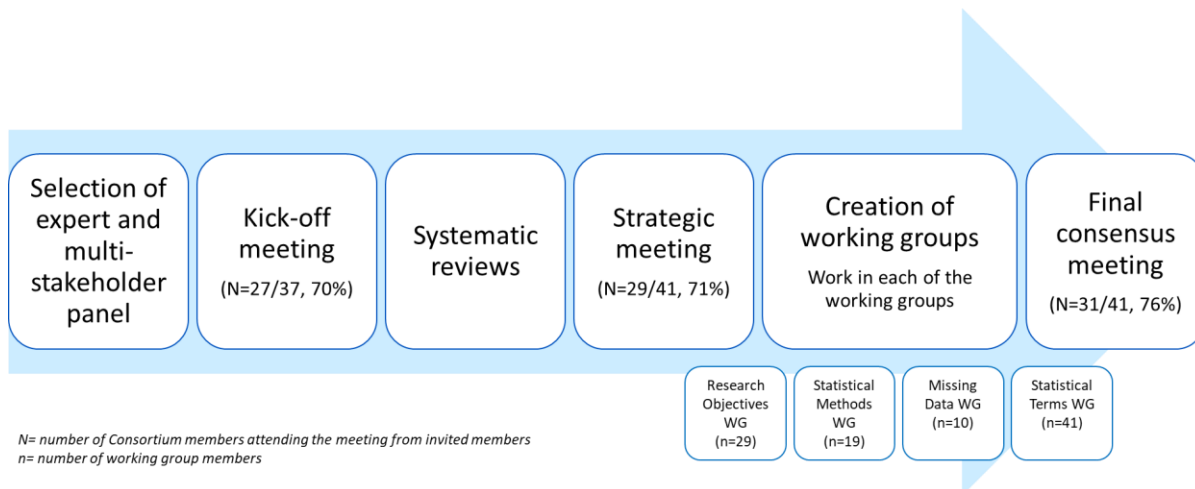 Selection of
expert and
multi-
stakeholder
panel
Kick-off
meeting
(N=27/37, 70%)
Systematic
reviews
Strategic
meeting
(N=29/41, 71%)
Creation of
working groups
Work in each of the
working groups
Final
consensus
meeting
(N=31/41, 76%)
Research
Objectives
WG
(n=29)
Statistical
Methods
WG
(n=19)
Missing
Data WG
(n=10)
Statistical
Terms WG
(n=41)
N= number of Consortium members attending the meeting from invited members
n= number of working group members